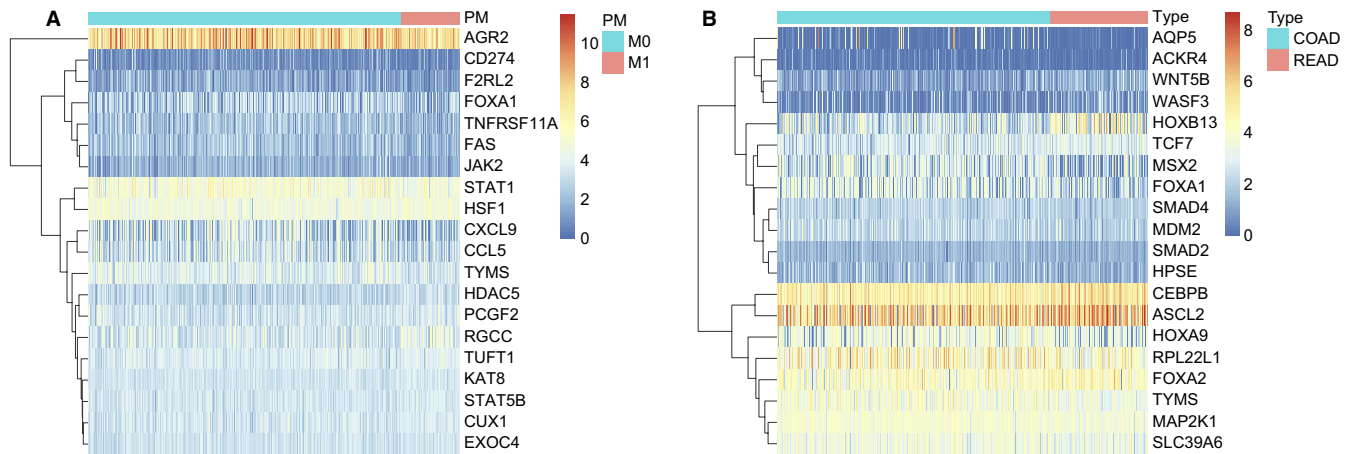 A
PM
AGR2
CD274
F2RL2
FOXA1
TNFRSF11A
FAS
JAK2
STAT1
HSF1
CXCL9
CCL5
TYMS
HDAC5
PCGF2
RGCC
TUFT1
KAT8
STAT5B
CUX1
EXOC4
10
8
6
4
2
0
PM
M0
M1
B
Type
AQP5
ACKR4
WNT5B
WASF3
HOXB13
TCF7
MSX2
FOXA1
SMAD4
MDM2
SMAD2
HPSE
CEBPB
ASCL2
HOXA9
RPL22L1
FOXA2
TYMS
MAP2K1
SLC39A6
8
6
4
2
0
Type
COAD
READ